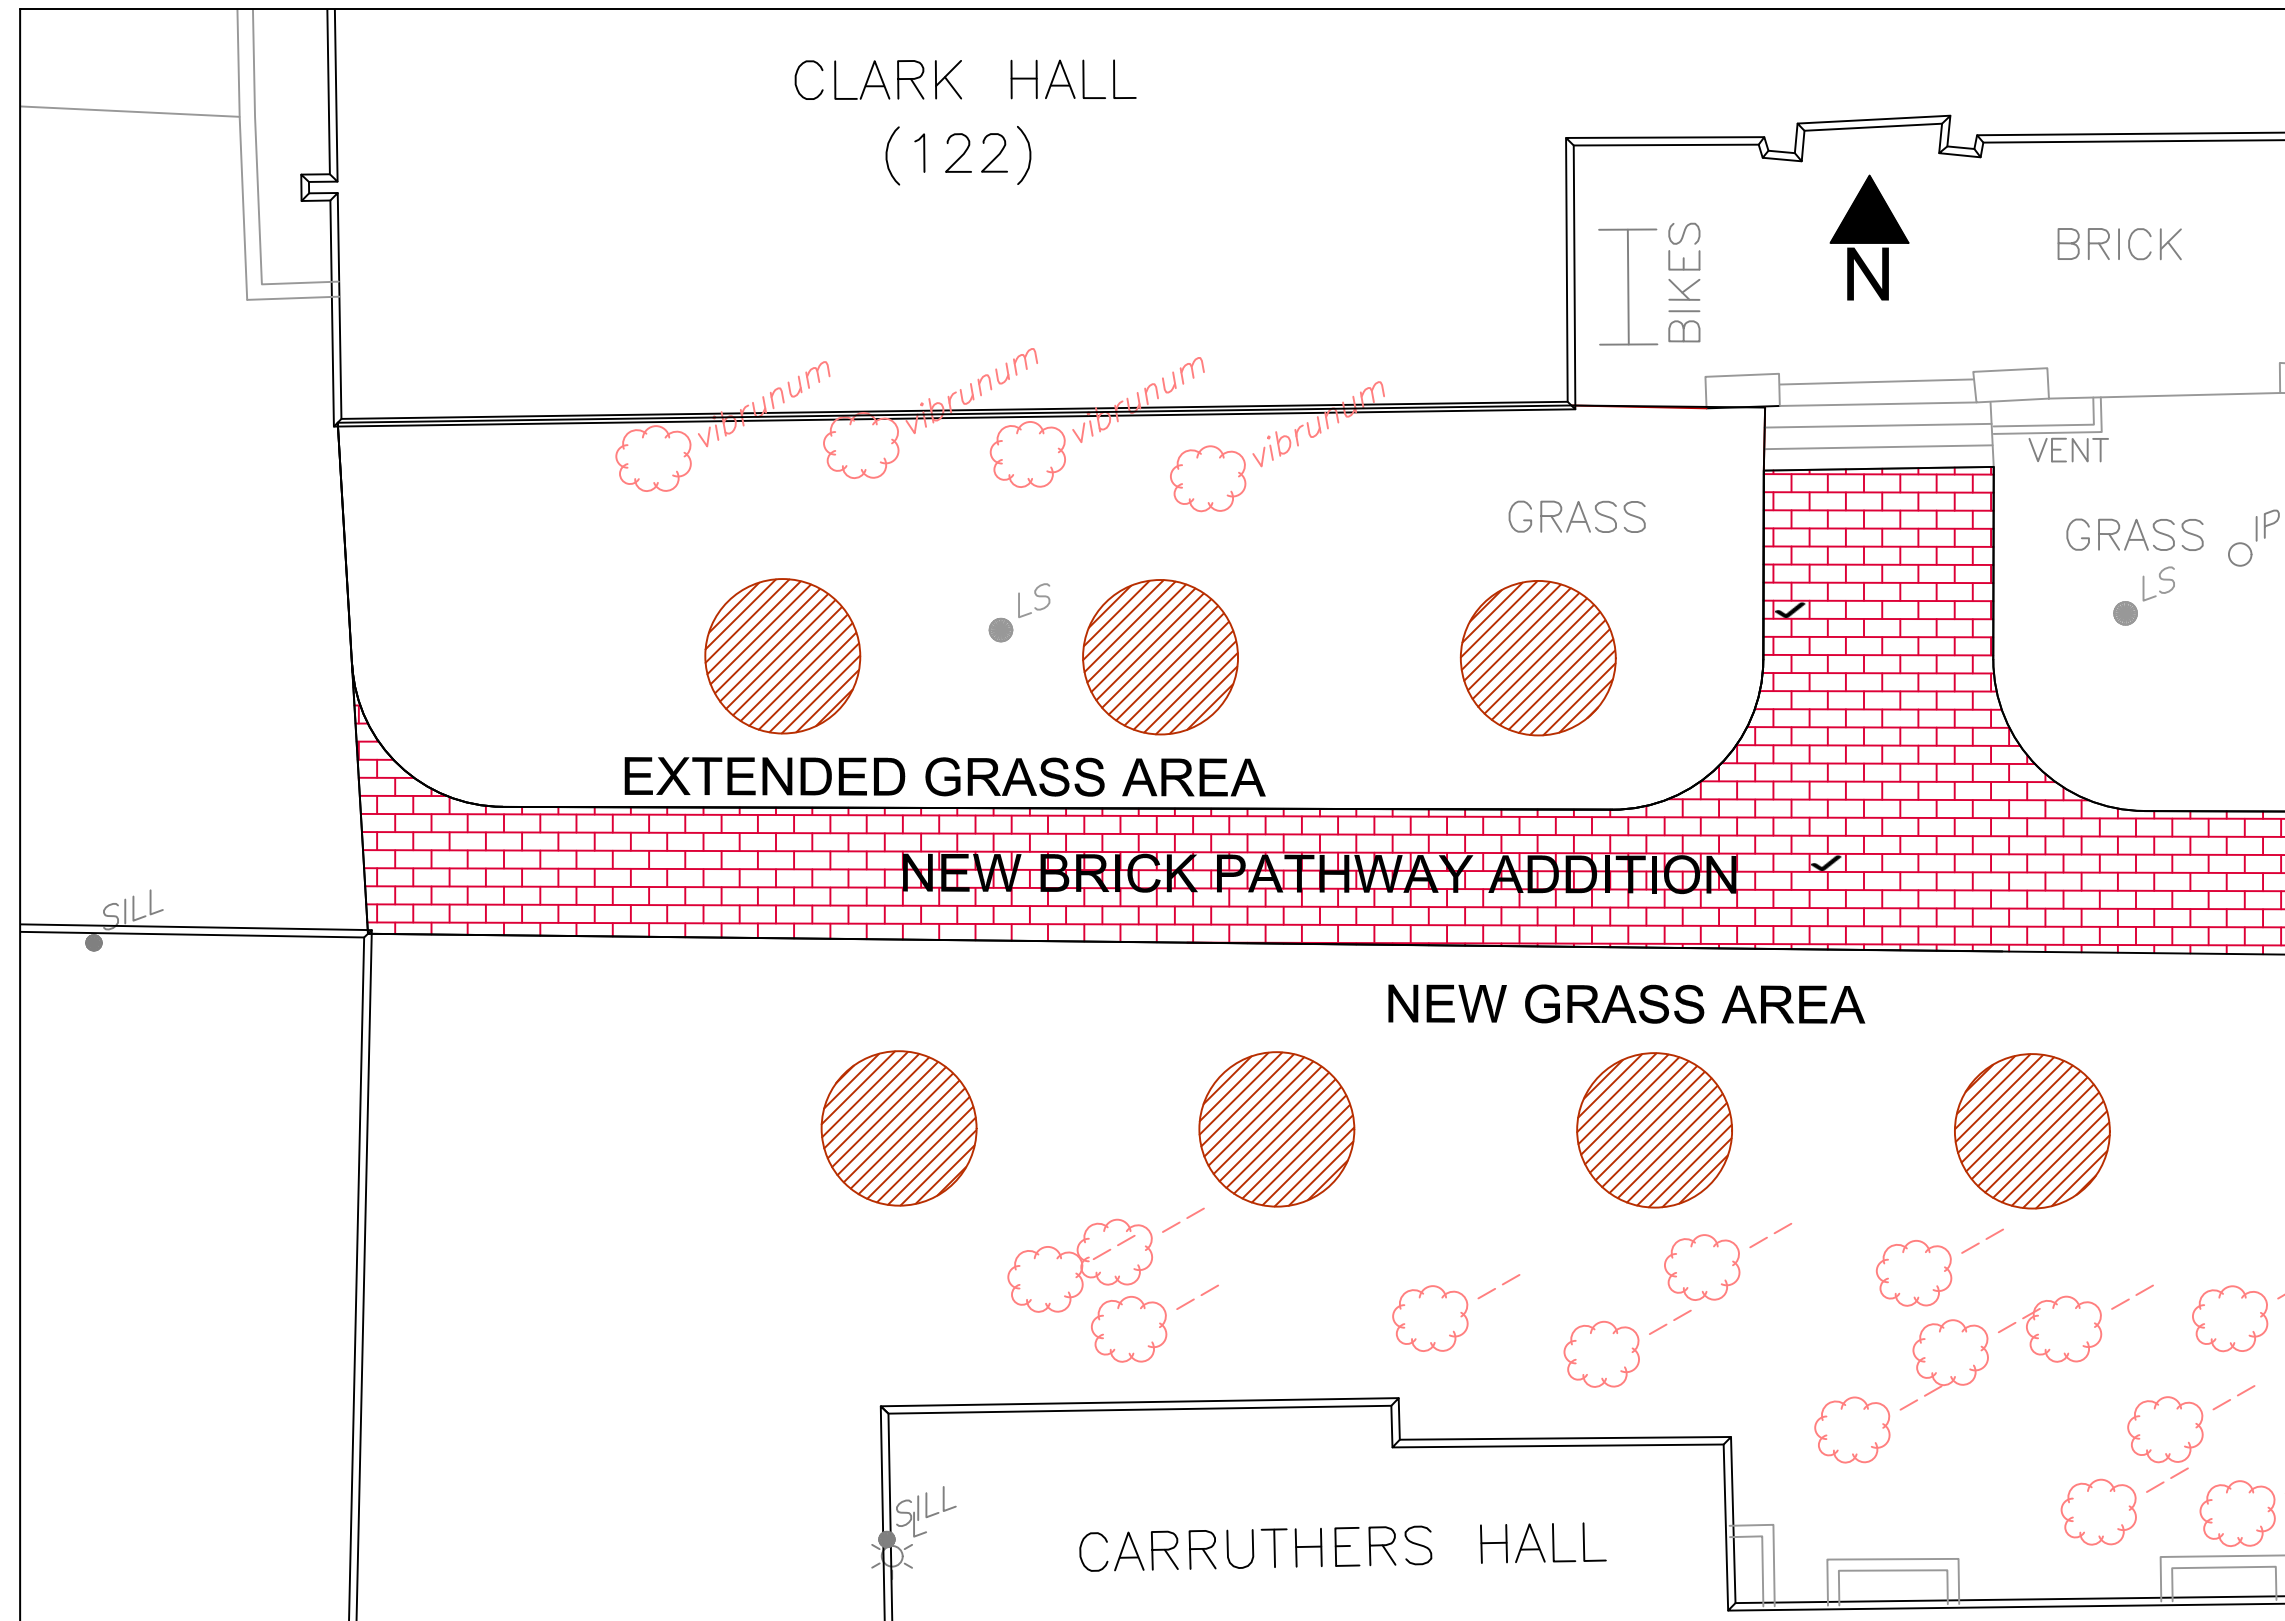 CLARK HALL
(122)
BIKES
N
BRICK
vibrunum
vibrunum
vibrunum
vibrunum
VENT
GRASS
GRASS
IP
LS
LS
EXTENDED GRASS AREA
NEW BRICK PATHWAY ADDITION
SILL
NEW GRASS AREA
SILL
L
CARRUTHERS HALL